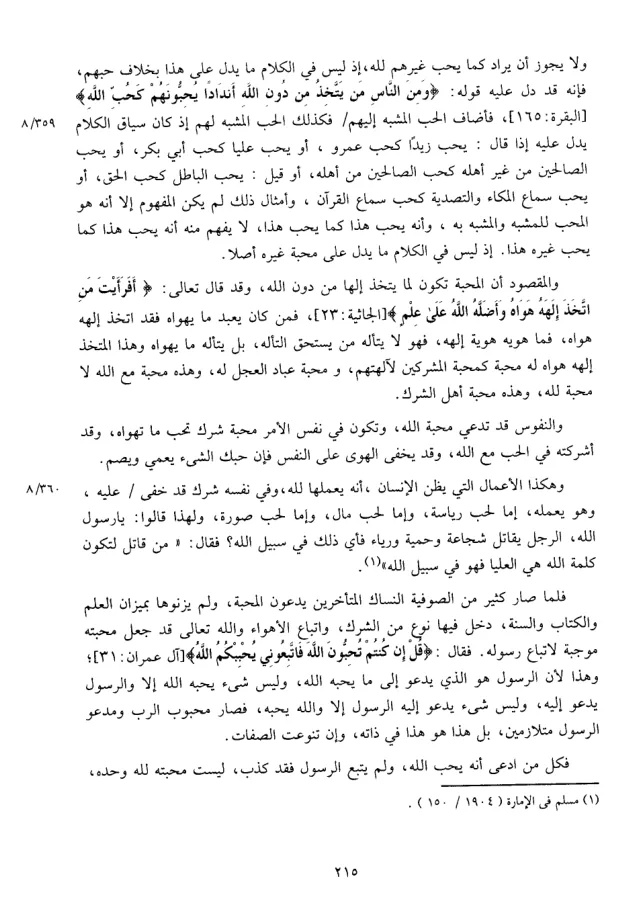 ولا يجوز أن يراد كما يحب غيرهم لله،إذ ليس في الكلام ما يدل على هذا بخلاف حبهم،
فإنه قد دل عليه قوله: ﴿وَمِنَ النَّاسِ مَن يَتَّخِذُ مِن دُونِ اللَّهِ أَندَادًا يُحِبُّونَهُمْ كَحُبِّ اللَّهِ﴾
[البقرة:١٦٥]، فأضاف الحب المشبه إليهم/ فكذلك الحب المشبه لهم إذ كان سياق الكلام
٨/٣٥٩
يدل عليه إذا قال : يحب زيدًا كحب عمرو ، أو يحب عليا كحب أبي بكر، أو يحب
الصالحين من غير أهله كحب الصالحين من أهله، أو قيل : يحب الباطل كحب الحق، أو
يحب سماع المكاء والتصدية كحب سماع القرآن ، وأمثال ذلك لم يكن المفهوم إلا أنه هو
المحب للمشبه والمشبه به ، وأنه يحب هذا كما يحب هذا، لا يفهم منه أنه يحب هذا كما
يحب غيره هذا. إذ ليس في الكلام ما يدل على محبة غيره أصلا.
والمقصود أن المحبة تكون لما يتخذ إلها من دون الله، وقد قال تعالى: ﴿ أَفَرَأَيْتَ مَنِ
اتَّخَذَ إِلَهَهُ هَوَاهُ وَأَضَلَّهُ اللَّهُ عَلَىٰ عِلْمٍ ﴾[الجاثية:٢٣]، فمن كان يعبد ما يهواه فقد اتخذ إلهه
هواه، فما هويه هوية إلهه، فهو لا يتأله من يستحق التأله، بل يتأله ما يهواه وهذا المتخذ
إلهه هواه له محبة كمحبة المشركين لآلهتهم، و محبة عباد العجل له، وهذه محبة مع الله لا
محبة لله، وهذه محبة أهل الشرك.
والنفوس قد تدعي محبة الله، وتكون في نفس الأمر محبة شرك تحب ما تهواه، وقد
أشركته في الحب مع الله، وقد يخفى الهوى على النفس فإن حبك الشىء يعمي ويصم.
وهكذا الأعمال التي يظن الإنسان ،أنه يعملها لله،وفي نفسه شرك قد خفى / عليه ،
٨/٣٦٠
وهو يعمله، إما لحب رياسة، وإما لحب مال، وإما لحب صورة، ولهذا قالوا: يارسول
الله، الرجل يقاتل شجاعة وحمية ورياء فأي ذلك في سبيل الله؟ فقال: « من قاتل لتكون
كلمة الله هي العليا فهو في سبيل الله»(١).
فلما صار كثير من الصوفية النساك المتأخرين يدعون المحبة، ولم يزنوها بميزان العلم
والكتاب والسنة، دخل فيها نوع من الشرك، واتباع الأهواء والله تعالى قد جعل محبته
موجبة لاتباع رسوله. فقال :﴿قُلْ إِن كُنتُمْ تُحِبُّونَ اللَّهَ فَاتَّبِعُونِي يُحْبِبْكُمُ اللَّهُ﴾[آل عمران:٣١]؛
وهذا لأن الرسول هو الذي يدعو إلى ما يحبه الله، وليس شىء يحبه الله إلا والرسول
يدعو إليه، وليس شىء يدعو إليه الرسول إلا والله يحبه، فصار محبوب الرب ومدعو
الرسول متلازمين، بل هذا هو هذا في ذاته، وإن تنوعت الصفات.
فكل من ادعى أنه يحب الله، ولم يتبع الرسول فقد كذب، ليست محبته لله وحده،
(١) مسلم فى الإمارة ( ١٩٠٤ / ١٥٠ ) .
٢١٥